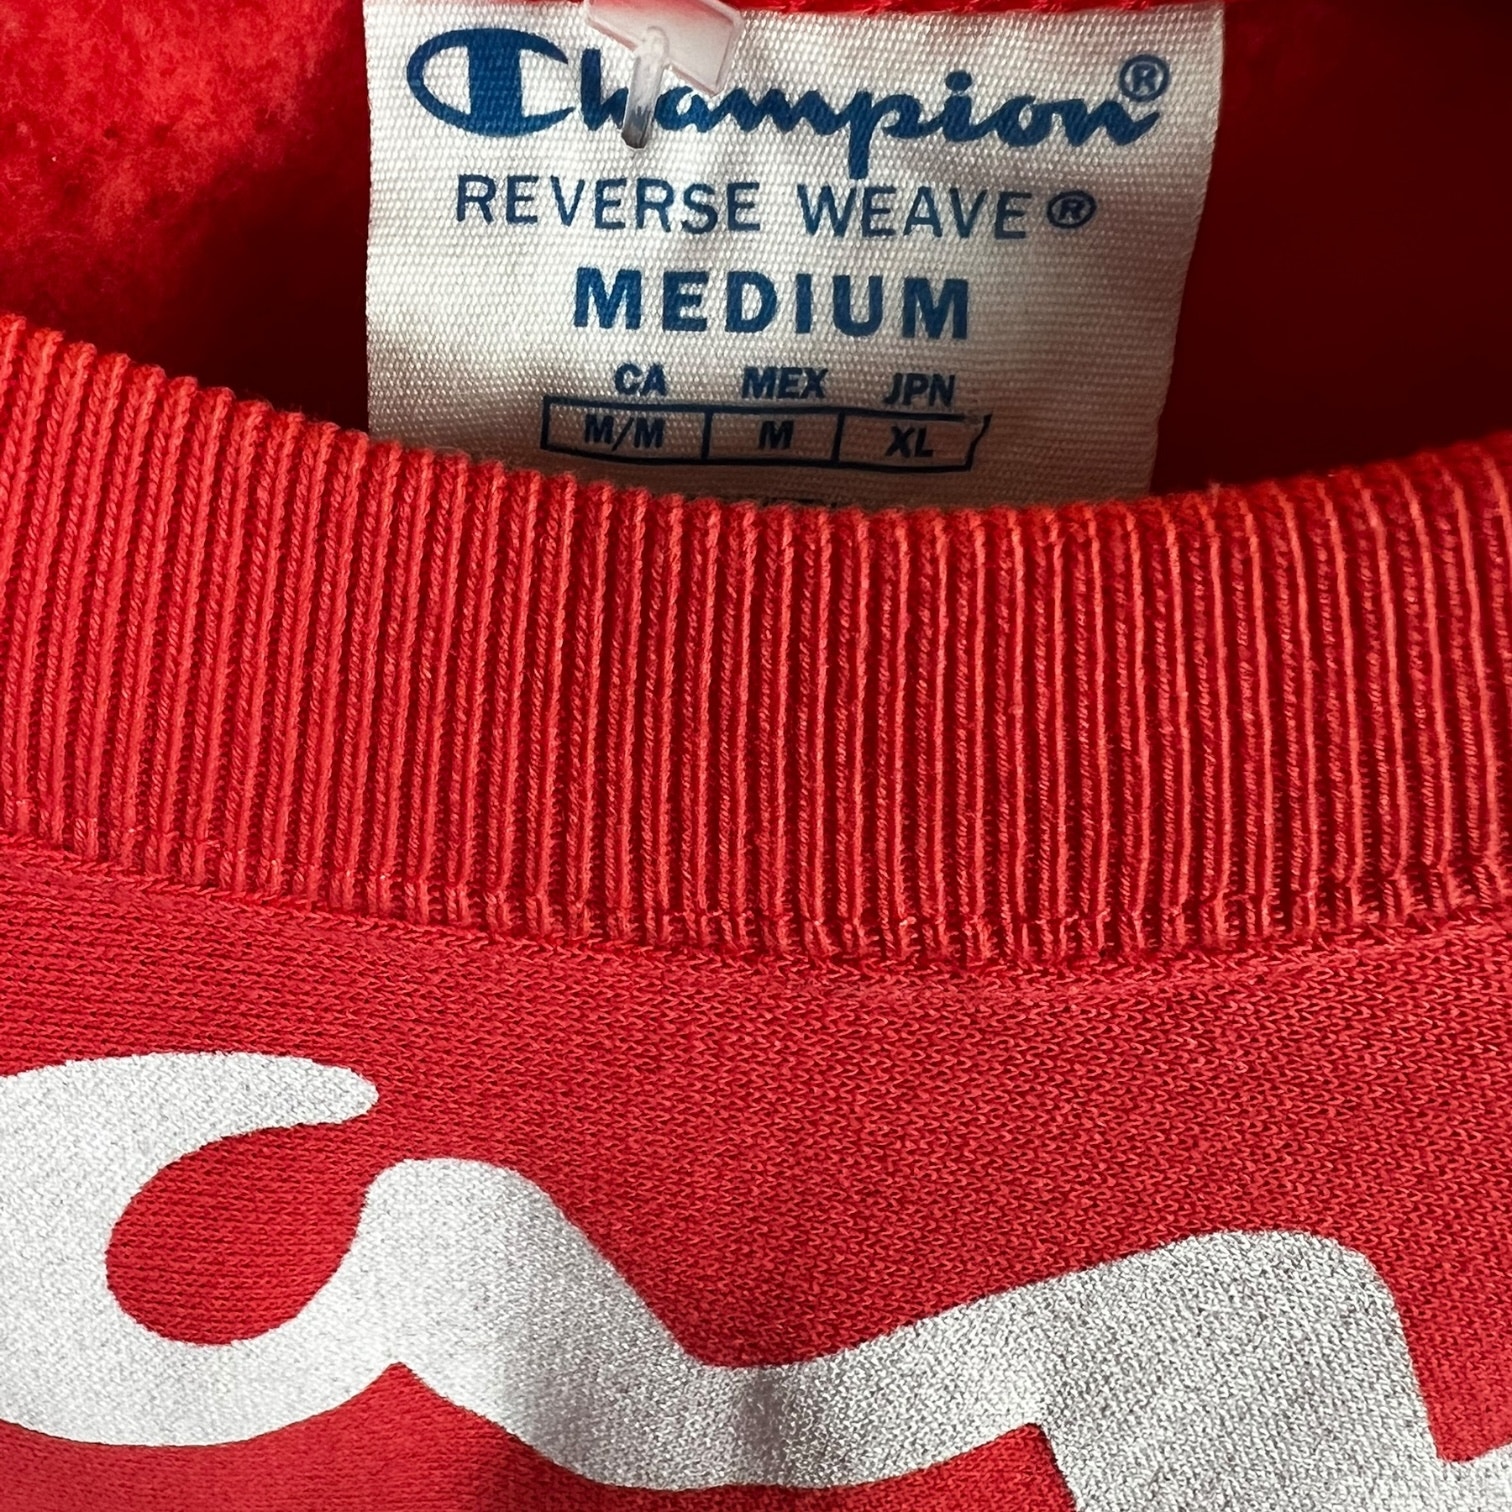 Champion®
REVERSE WEAVE®
MEDIUM
CA MEX JPN
M/M M XL